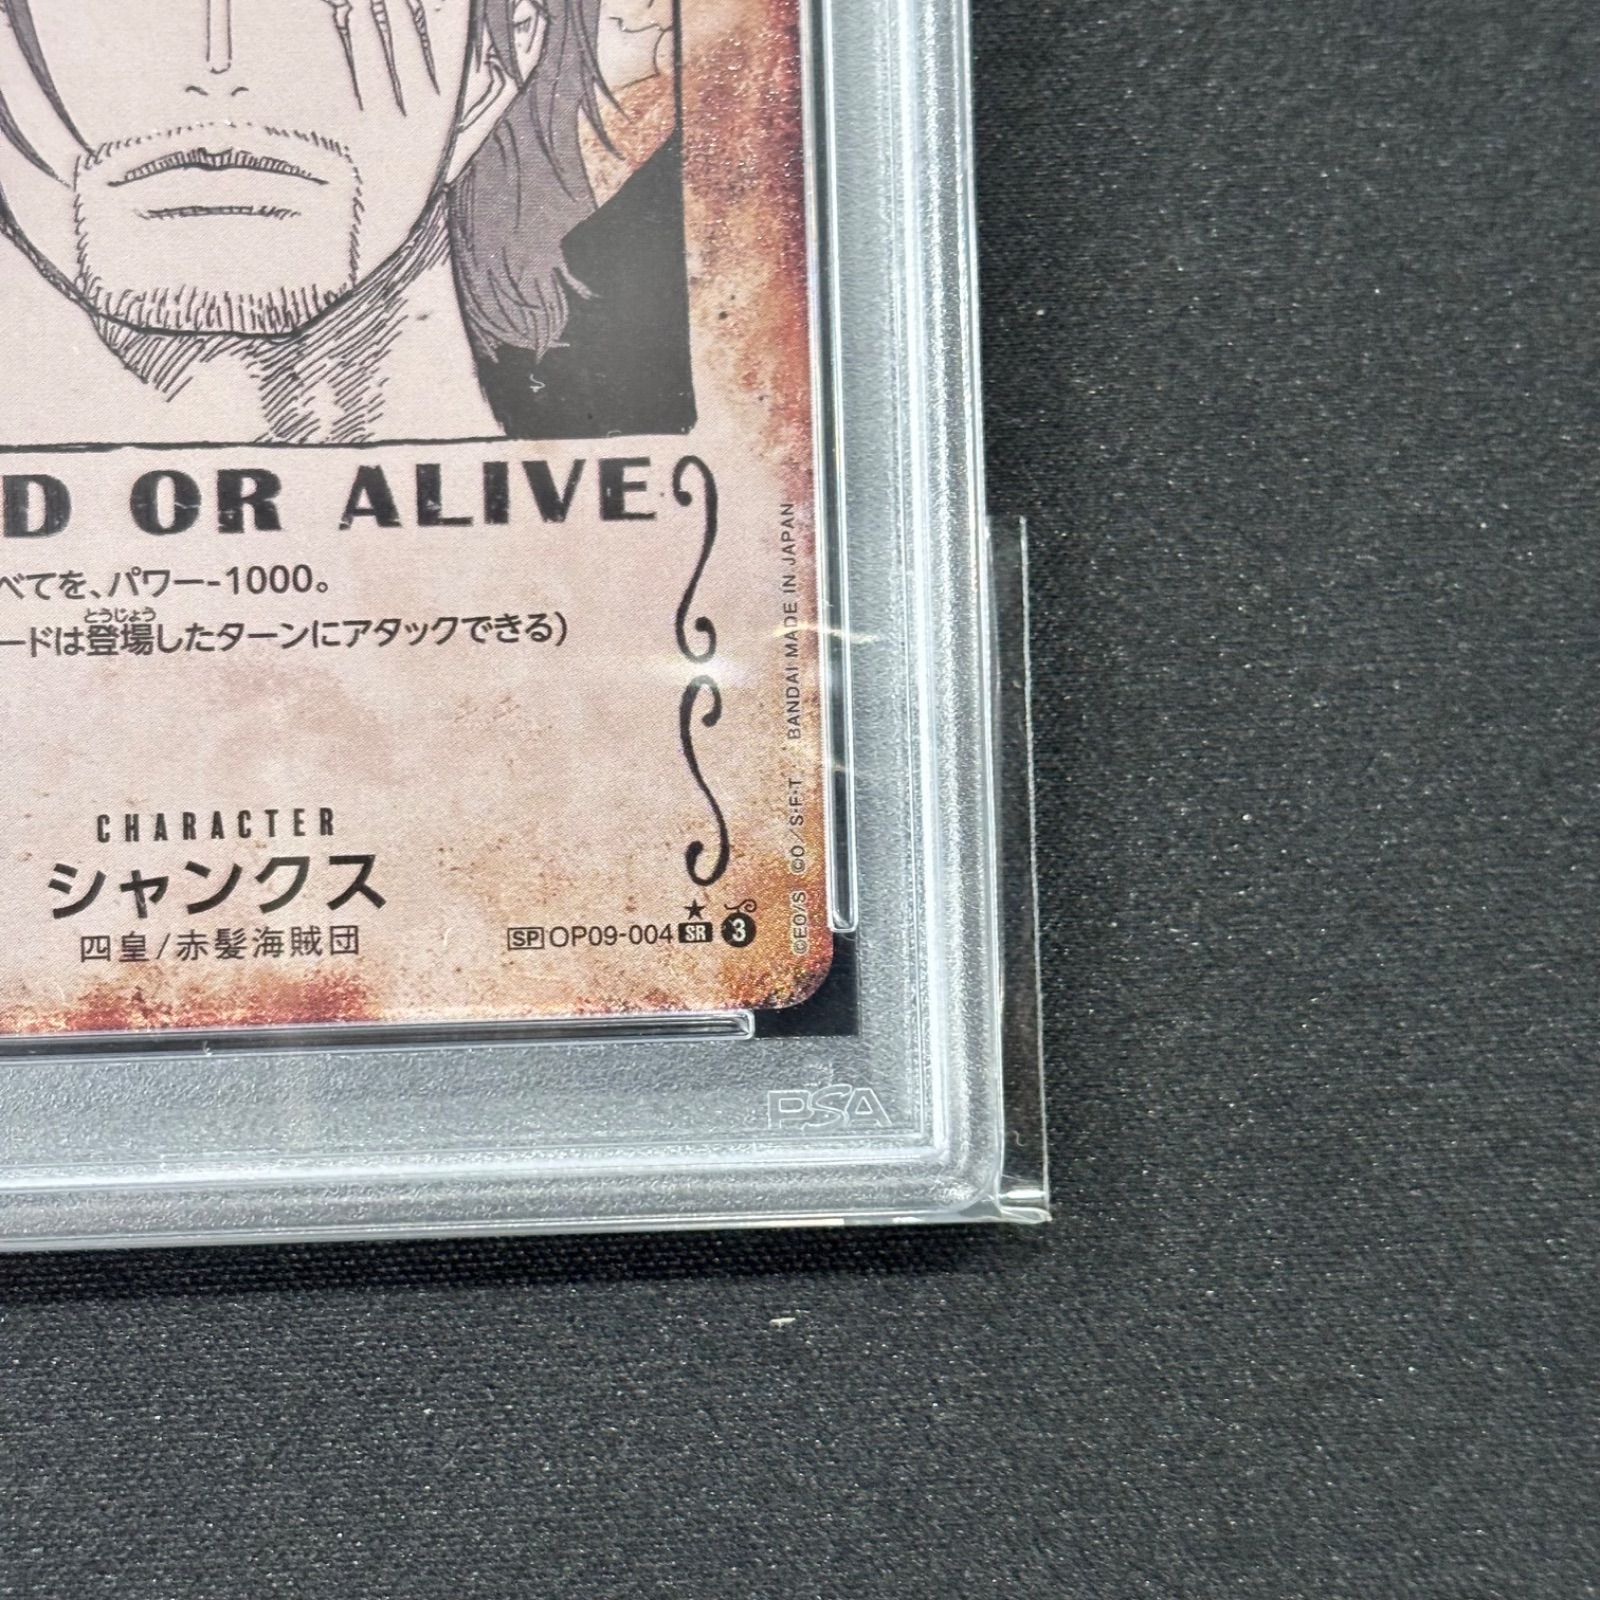 D OR ALIVE
べてを、パワー-1000。
とうじょう
ードは登場したターンにアタックできる)
CHARACTER
シャンクス
四皇/赤髪海賊団
SP OP09-004 SR 3
©EO/S ©O/S・F・T BANDAI MADE IN JAPAN
PSA